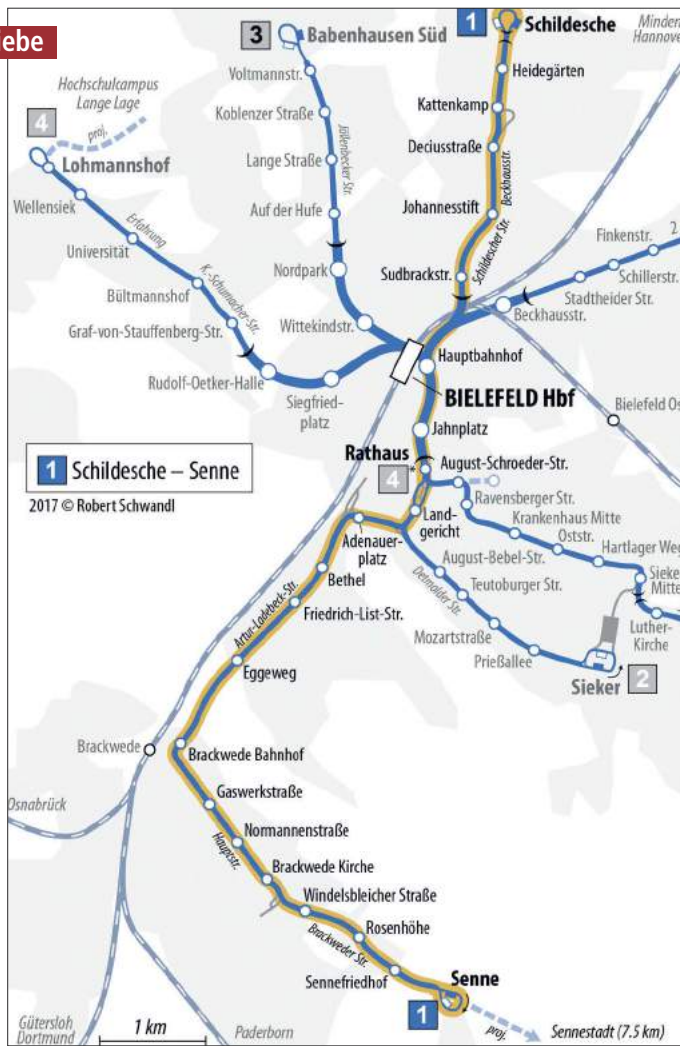 iebe
3
Babenhausen Süd
1
Schildesche
Minden
Hannover
Voltmannstr.
Heidegärten
Hochschulcampus
Lange Lage
proj.
4
Lohmannshof
Koblenzer Straße
Kattenkamp
Lange Straße
Jöllenbecker Str.
Deciusstraße
Beckhausstr.
Wellensiek
Auf der Hufe
Johannesstift
Erfahrung
Universität
Finkenstr.
2
Schildescher Str.
Nordpark
Sudbrackstr.
Schillerstr.
Bültmannshof
K.-Schumacher-Str.
Stadtheider Str.
Graf-von-Stauffenberg-Str.
Wittekindstr.
Beckhausstr.
Hauptbahnhof
Rudolf-Oetker-Halle
Siegfried-
platz
BIELEFELD Hbf
Bielefeld Os
Jahnplatz
1 Schildesche – Senne
2017 © Robert Schwandl
Rathaus
*
4
August-Schroeder-Str.
Ravensberger Str.
Land-
gericht
Krankenhaus Mitte
Oststr.
Adenauer-
platz
Hartlager Weg
August-Bebel-Str.
Detmolder Str.
Teutoburger Str.
Sieker
Mitte
Bethel
Artur-Ladebeck-Str.
Friedrich-List-Str.
Mozartstraße
Luther-
Kirche
Prießallee
Eggeweg
Sieker
2
Brackwede
Brackwede Bahnhof
Osnabrück
Gaswerkstraße
Normannenstraße
Hauptstr.
Brackwede Kirche
Windelsbleicher Straße
Rosenhöhe
Brackweder Str.
Sennefriedhof
Senne
1
proj.
Sennestadt (7.5 km)
Gütersloh
Dortmund
1 km
Paderborn